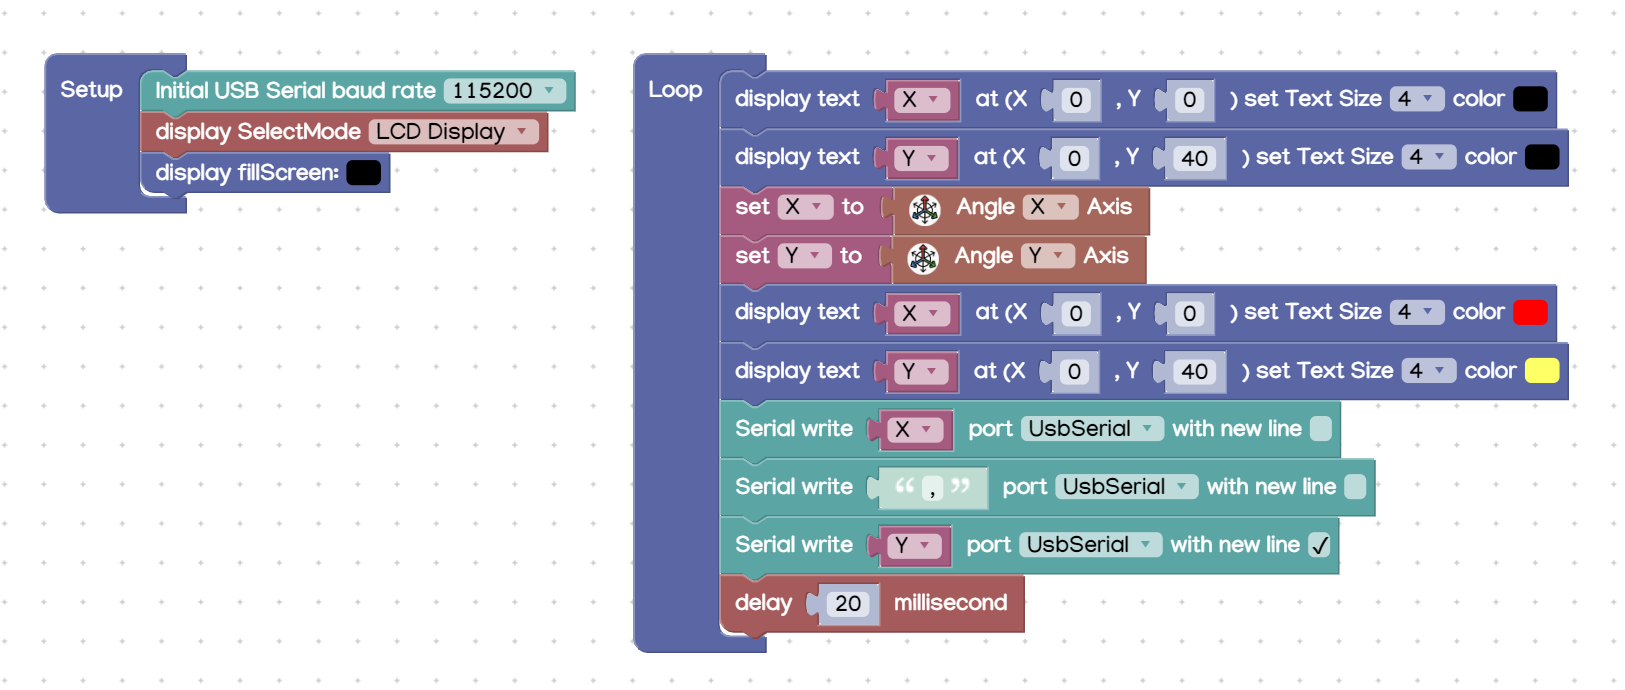 Setup
Initial USB Serial baud rate 115200
display SelectMode LCD Display
display fillScreen:
Loop
display text X at (X 0 , Y 0 ) set Text Size 4 color
display text Y at (X 0 , Y 40 ) set Text Size 4 color
set X to Angle X Axis
set Y to Angle Y Axis
display text X at (X 0 , Y 0 ) set Text Size 4 color
display text Y at (X 0 , Y 40 ) set Text Size 4 color
Serial write X port UsbSerial with new line
Serial write “ , ” port UsbSerial with new line
Serial write Y port UsbSerial with new line ✓
delay 20 millisecond